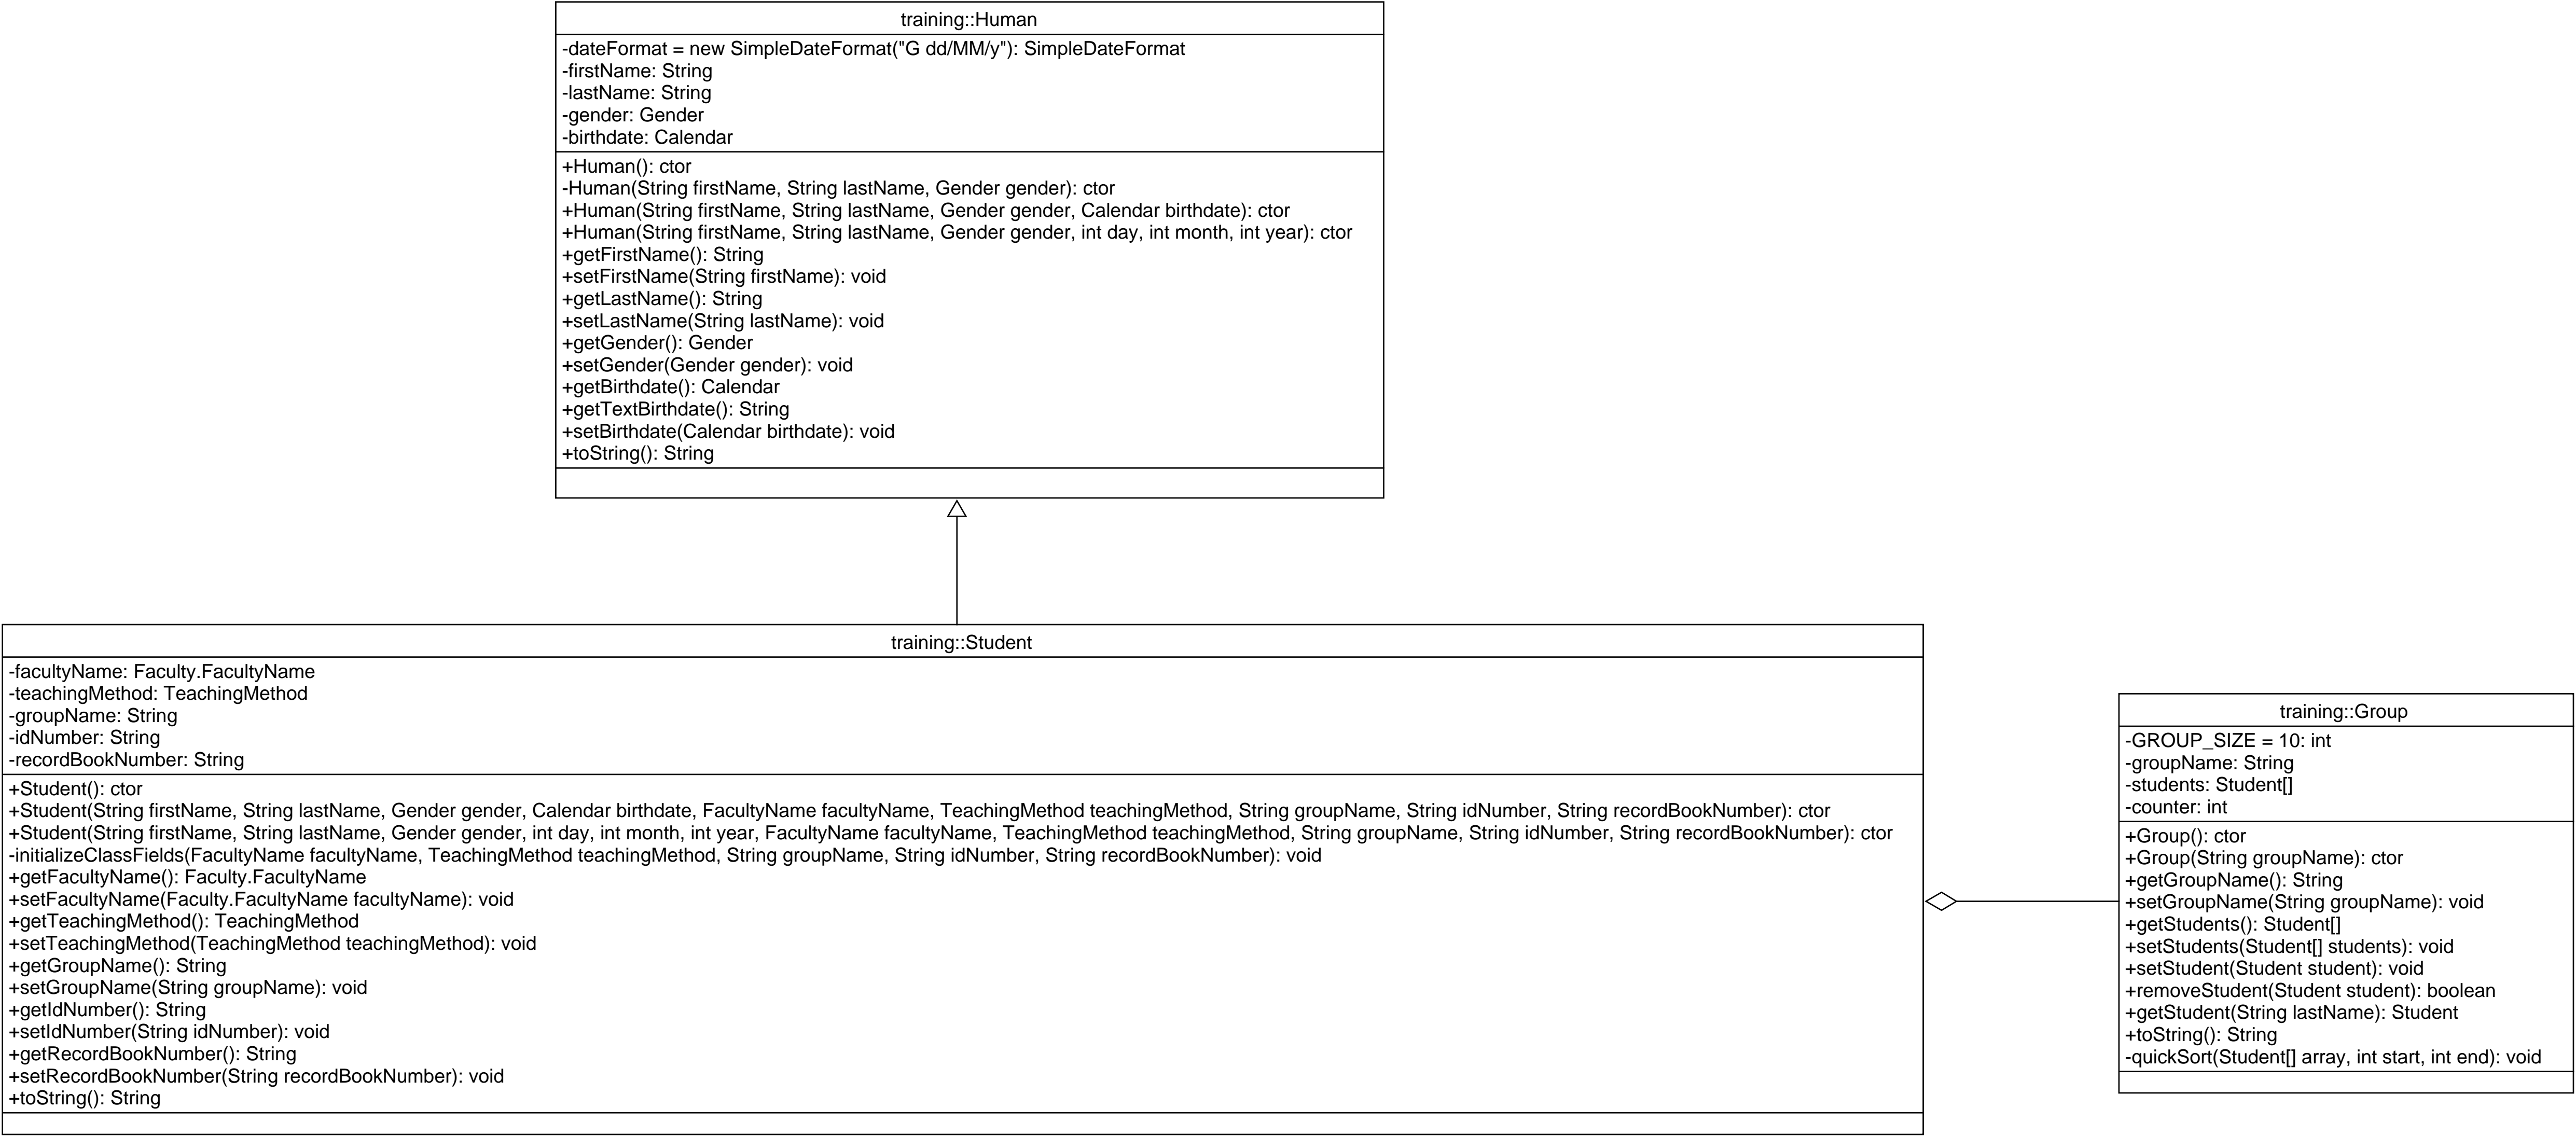 training::Human
-dateFormat = new SimpleDateFormat("G dd/MM/y"): SimpleDateFormat
-firstName: String
-lastName: String
-gender: Gender
-birthdate: Calendar
+Human(): ctor
-Human(String firstName, String lastName, Gender gender): ctor
+Human(String firstName, String lastName, Gender gender, Calendar birthdate): ctor
+Human(String firstName, String lastName, Gender gender, int day, int month, int year): ctor
+getFirstName(): String
+setFirstName(String firstName): void
+getLastName(): String
+setLastName(String lastName): void
+getGender(): Gender
+setGender(Gender gender): void
+getBirthdate(): Calendar
+getTextBirthdate(): String
+setBirthdate(Calendar birthdate): void
+toString(): String
training::Student
-facultyName: Faculty.FacultyName
-teachingMethod: TeachingMethod
-groupName: String
-idNumber: String
-recordBookNumber: String
+Student(): ctor
+Student(String firstName, String lastName, Gender gender, Calendar birthdate, FacultyName facultyName, TeachingMethod teachingMethod, String groupName, String idNumber, String recordBookNumber): ctor
+Student(String firstName, String lastName, Gender gender, int day, int month, int year, FacultyName facultyName, TeachingMethod teachingMethod, String groupName, String idNumber, String recordBookNumber): ctor
-initializeClassFields(FacultyName facultyName, TeachingMethod teachingMethod, String groupName, String idNumber, String recordBookNumber): void
+getFacultyName(): Faculty.FacultyName
+setFacultyName(Faculty.FacultyName facultyName): void
+getTeachingMethod(): TeachingMethod
+setTeachingMethod(TeachingMethod teachingMethod): void
+getGroupName(): String
+setGroupName(String groupName): void
+getIdNumber(): String
+setIdNumber(String idNumber): void
+getRecordBookNumber(): String
+setRecordBookNumber(String recordBookNumber): void
+toString(): String
training::Group
-GROUP_SIZE = 10: int
-groupName: String
-students: Student[]
-counter: int
+Group(): ctor
+Group(String groupName): ctor
+getGroupName(): String
+setGroupName(String groupName): void
+getStudents(): Student[]
+setStudents(Student[] students): void
+setStudent(Student student): void
+removeStudent(Student student): boolean
+getStudent(String lastName): Student
+toString(): String
-quickSort(Student[] array, int start, int end): void